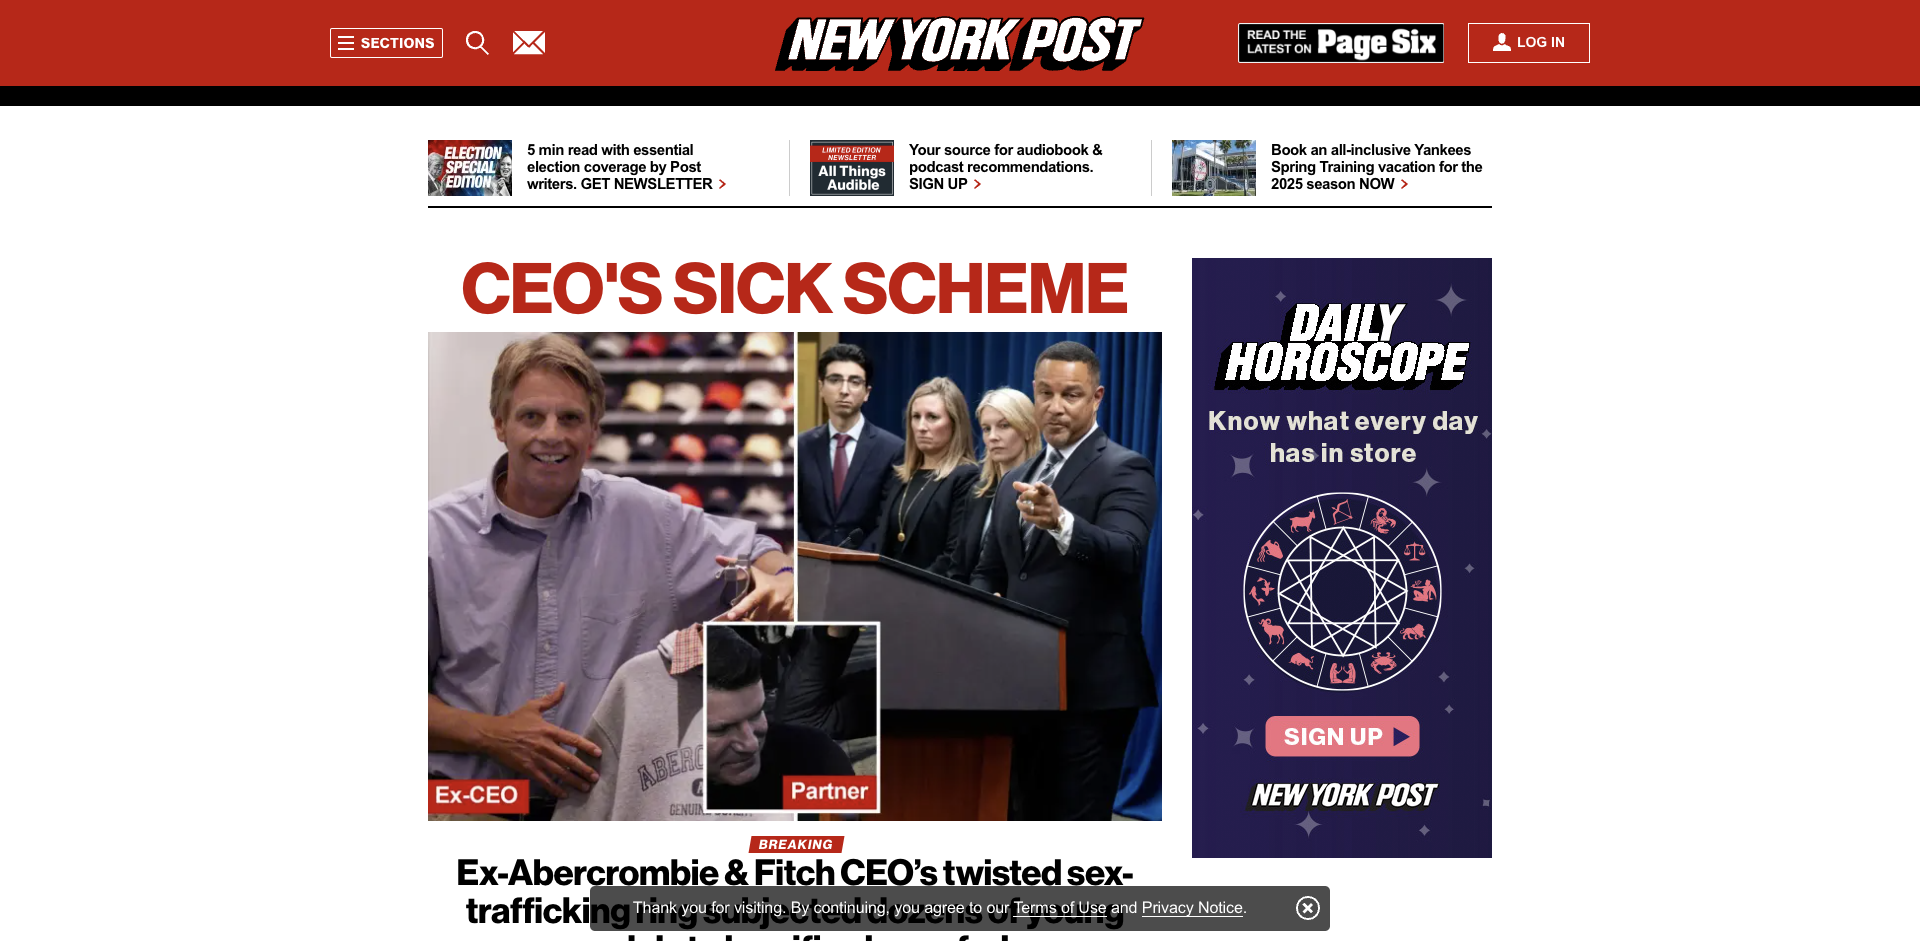 SECTIONS
NEW YORK POST
READ THE
LATEST ON
Page Six
LOG IN
ELECTION
SPECIAL
EDITION
5 min read with essential
election coverage by Post
writers. GET NEWSLETTER
LIMITED EDITION
NEWSLETTER
All Things
Audible
Your source for audiobook &
podcast recommendations.
SIGN UP
Book an all-inclusive Yankees
Spring Training vacation for the
2025 season NOW
CEO'S SICK SCHEME
Ex-CEO
Partner
BREAKING
Ex-Abercrombie & Fitch CEO’s twisted sex-
trafficking ring subjected dozens of young
DAILY
HOROSCOPE
Know what every day
has in store
SIGN UP
NEW YORK POST
Thank you for visiting. By continuing, you agree to our Terms of Use and Privacy Notice.